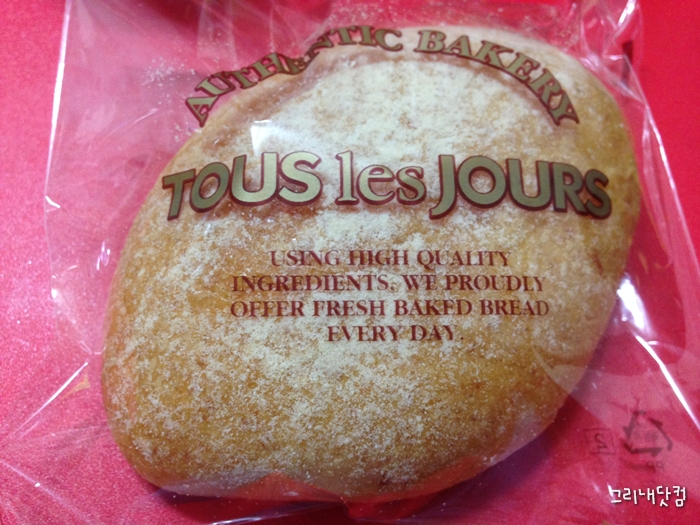 AUTHENTIC BAKERY
TOUS les JOURS
USING HIGH QUALITY
INGREDIENTS, WE PROUDLY
OFFER FRESH BAKED BREAD
EVERY DAY.
그리내닷컴